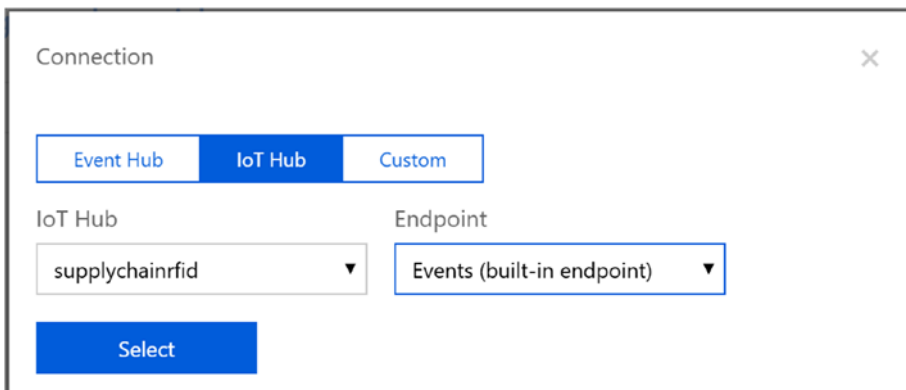 Connection
Event Hub IoT Hub Custom
IoT Hub Endpoint
supplychainrfid Events (built-in endpoint)
Select